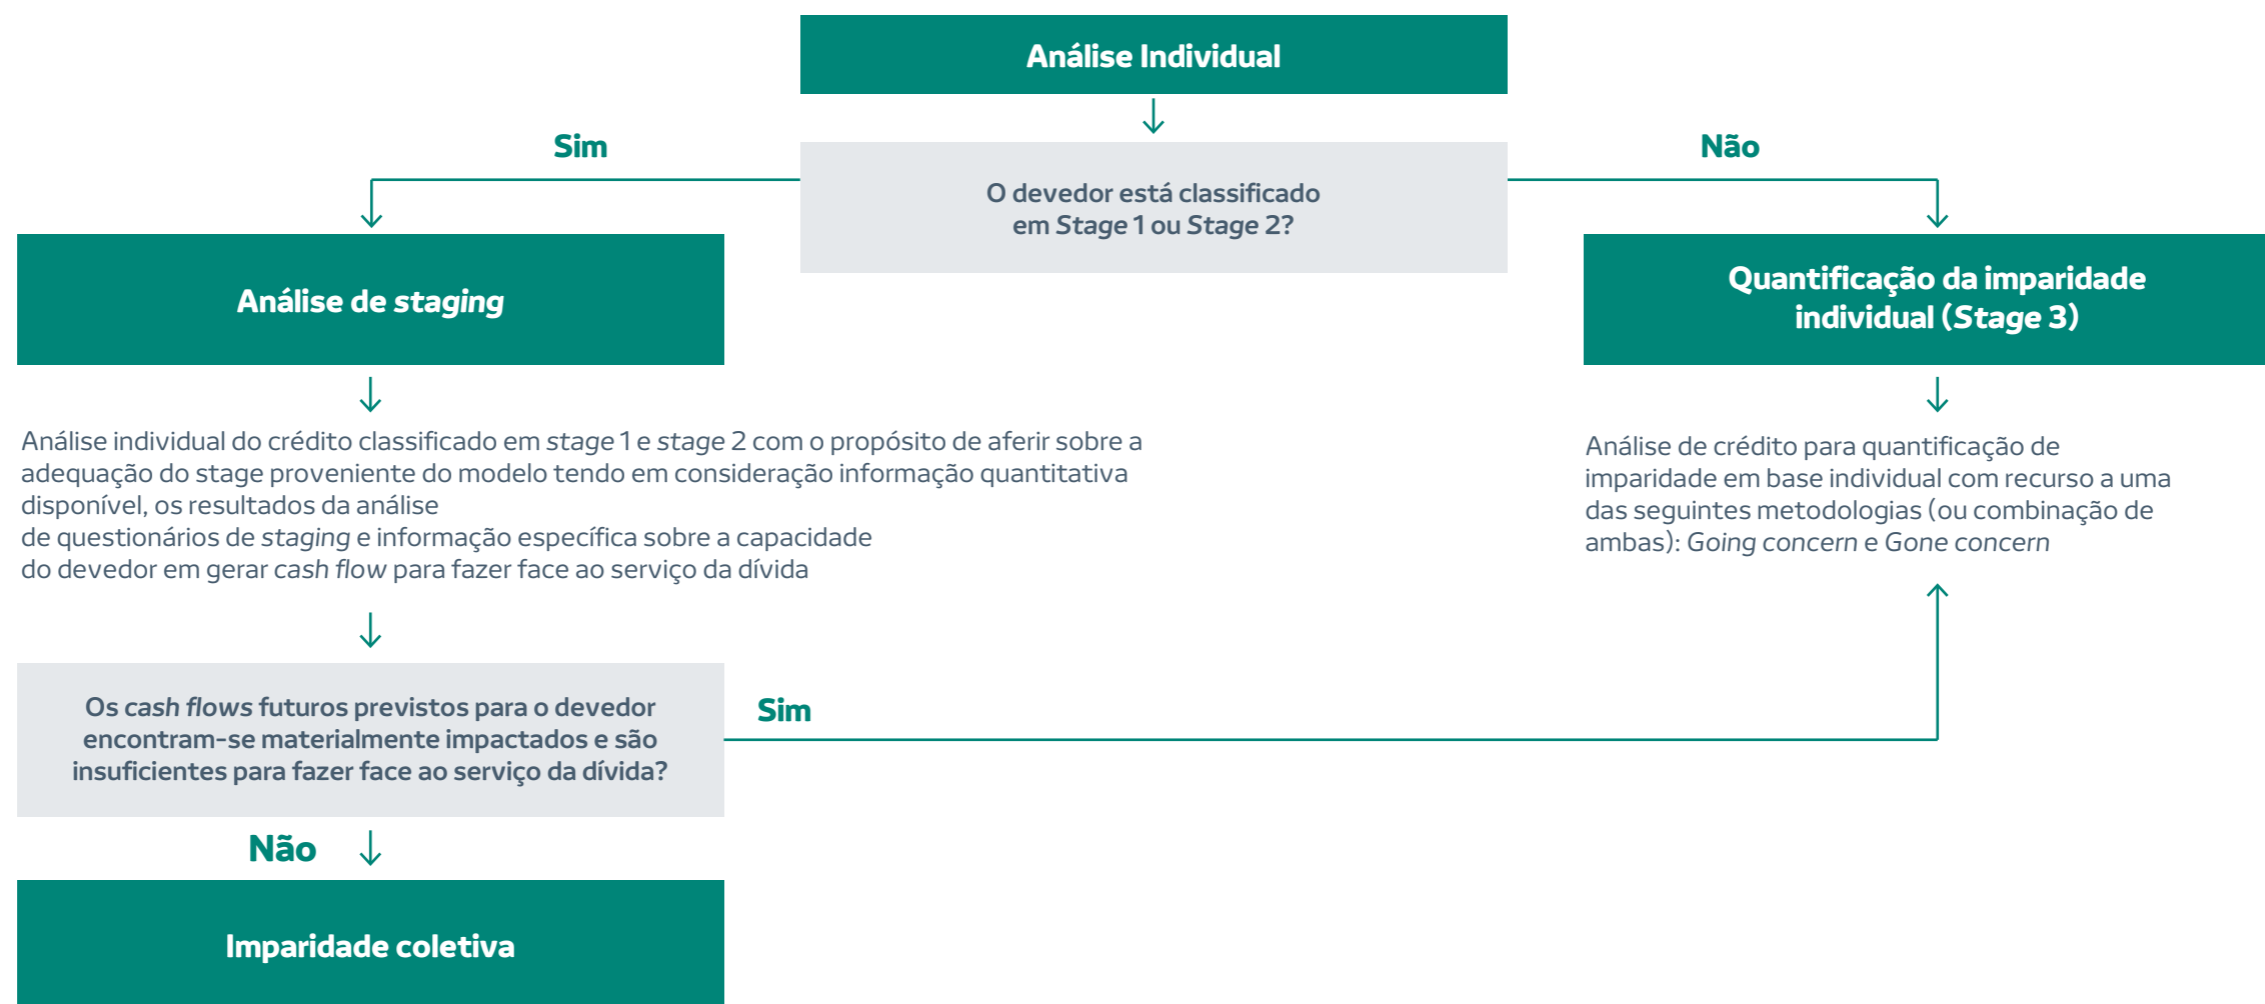 Análise Individual
Sim
Não
O devedor está classificado
em Stage 1 ou Stage 2?
Análise de staging
Quantificação da imparidade
individual (Stage 3)
Análise individual do crédito classificado em stage 1 e stage 2 com o propósito de aferir sobre a
adequação do stage proveniente do modelo tendo em consideração informação quantitativa
disponível, os resultados da análise
de questionários de staging e informação específica sobre a capacidade
do devedor em gerar cash flow para fazer face ao serviço da dívida
Análise de crédito para quantificação de
imparidade em base individual com recurso a uma
das seguintes metodologias (ou combinação de
ambas): Going concern e Gone concern
Os cash flows futuros previstos para o devedor
encontram-se materialmente impactados e são
insuficientes para fazer face ao serviço da dívida?
Sim
Não
Imparidade coletiva